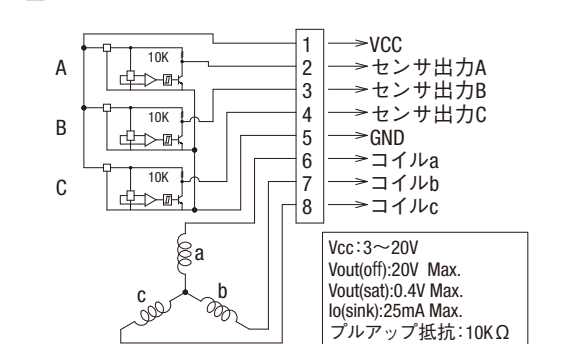 1 VCC
A 10K 2 センサ出力A
3 センサ出力B
B 10K 4 センサ出力C
5 GND
6 コイルa
C 10K 7 コイルb
8 コイルc
a
b
c
Vcc:3~20V
Vout(off):20V Max.
Vout(sat):0.4V Max.
Io(sink):25mA Max.
プルアップ抵抗:10KΩ